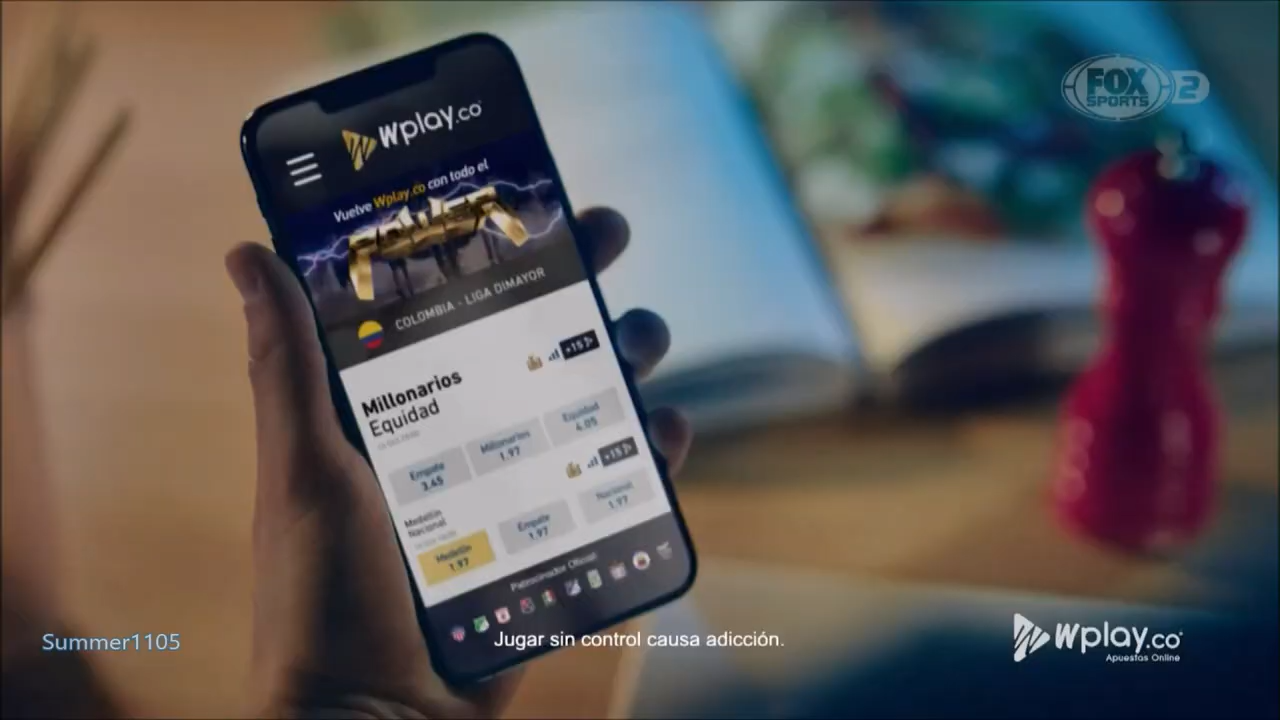 FOX
SPORTS 2
Wplay.co
Vuelve Wplay.co con todo el
POWER
COLOMBIA - LIGA DIMAYOR
+15
Millonarios
Equidad
Empate
3.45
Millonarios
1.97
Equidad
4.05
+15
Medellín
Nacional
Medellín
1.97
Empate
1.97
Nacional
1.97
Patrocinador Oficial
Jugar sin control causa adicción.
Summer1105
Wplay.co
Apuestas Online